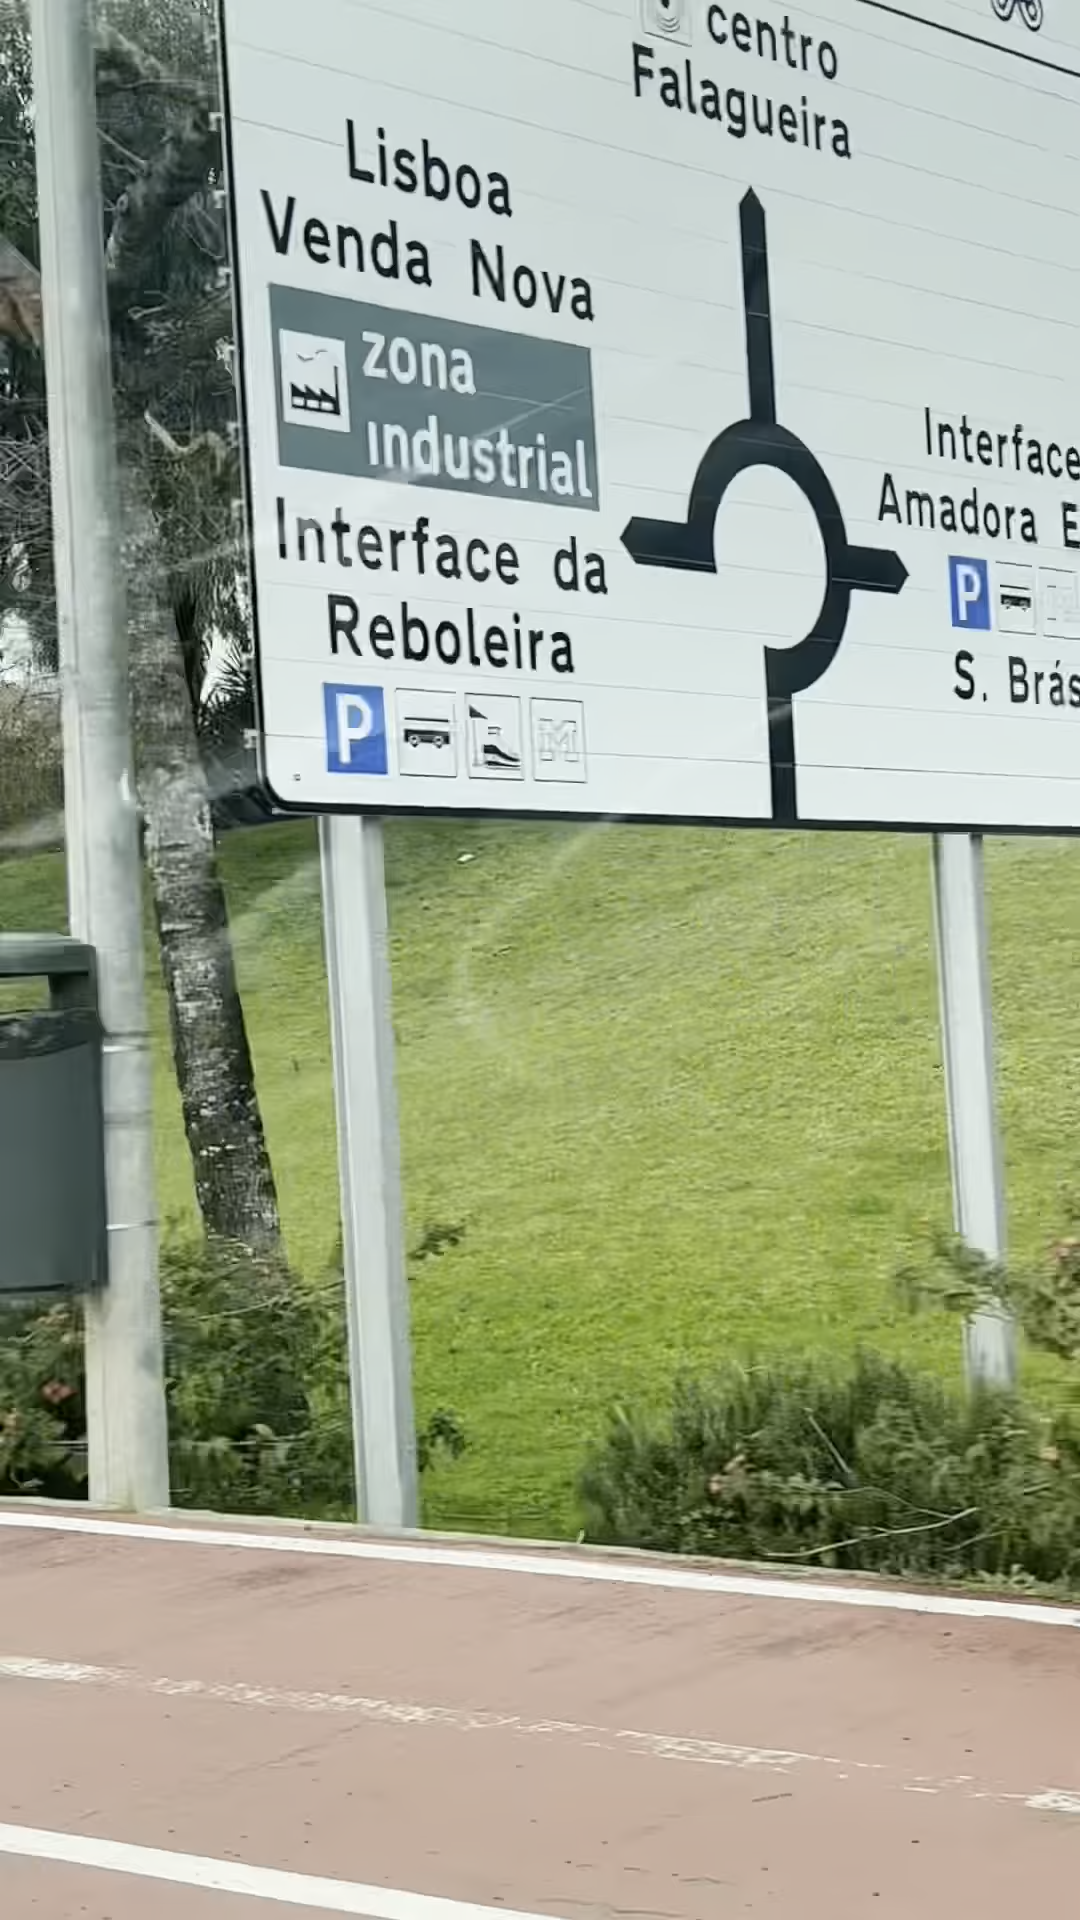 centro
Falagueira
Lisboa
Venda Nova
zona
industrial
Interface da
Reboleira
P
M
Interface
Amadora E
P
S. Brás